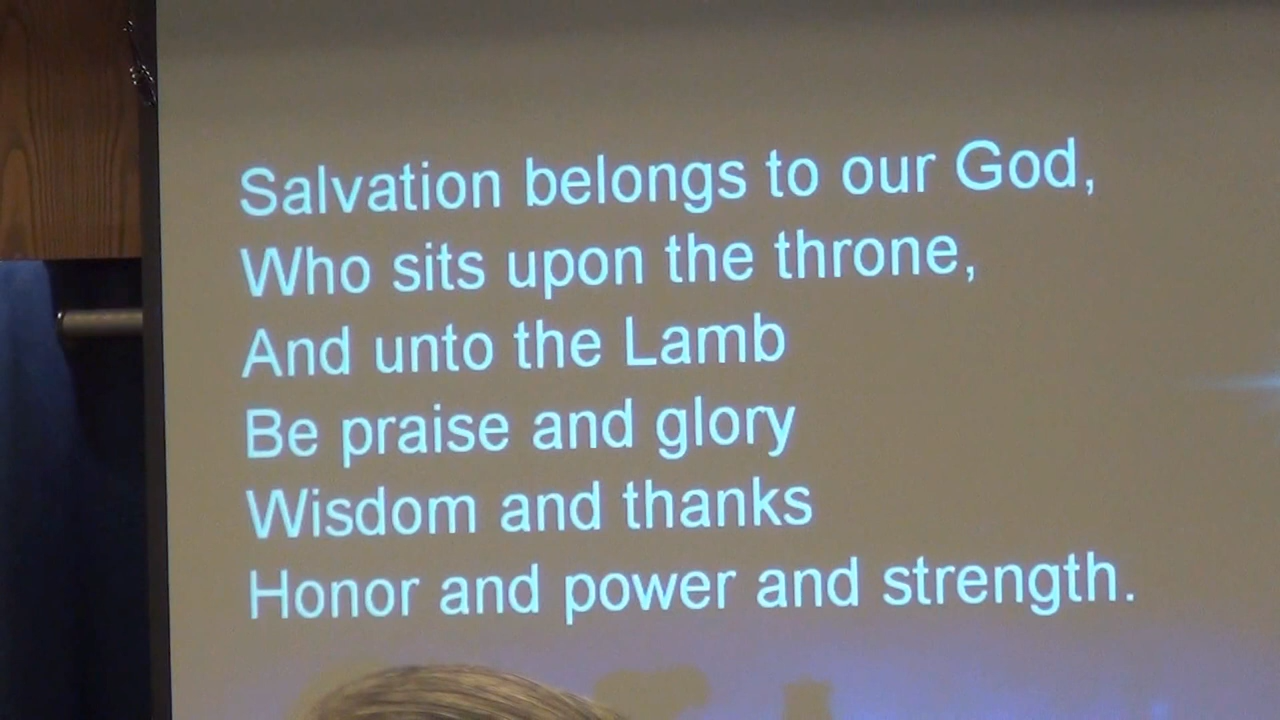 Salvation belongs to our God,
Who sits upon the throne,
And unto the Lamb
Be praise and glory
Wisdom and thanks
Honor and power and strength.